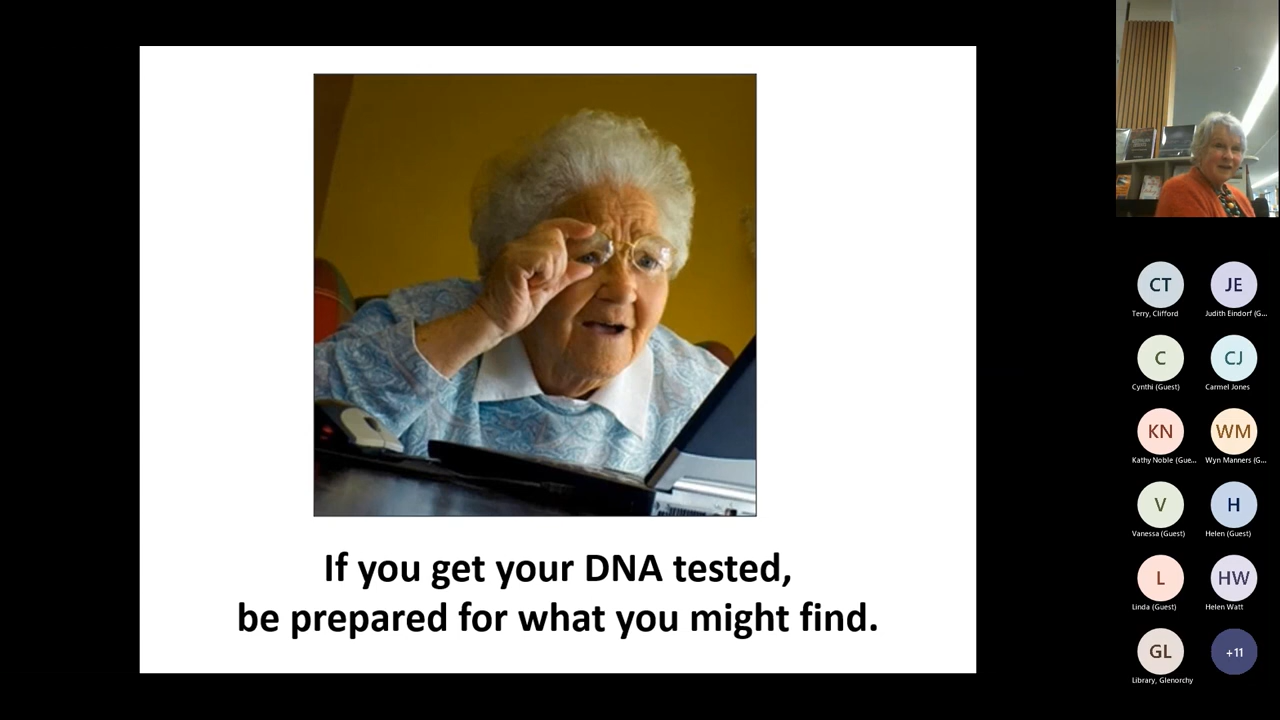 If you get your DNA tested,
be prepared for what you might find.
CT
JE
Terry, Clifford
Judith Eindorf (G...
C
CJ
Cynthi (Guest)
Carmel Jones
KN
WM
Kathy Noble (Gue...
Wyn Manners (G...
V
H
Vanessa (Guest)
Helen (Guest)
L
HW
Linda (Guest)
Helen Watt
GL
+11
Library, Glenorchy